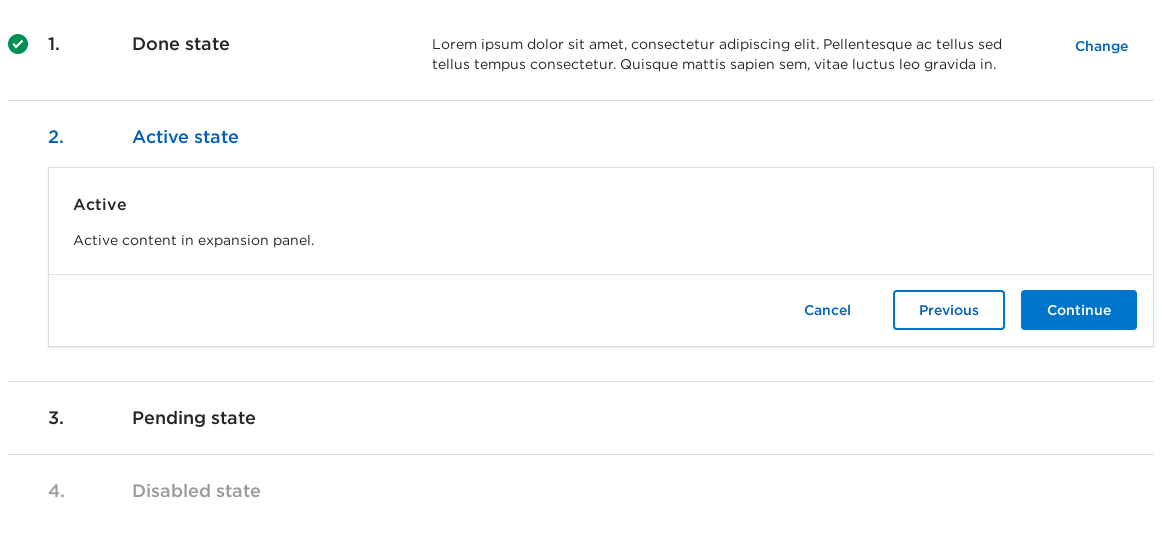 1. Done state
Lorem ipsum dolor sit amet, consectetur adipiscing elit. Pellentesque ac tellus sed
tellus tempus consectetur. Quisque mattis sapien sem, vitae luctus leo gravida in.
Change
2. Active state
Active
Active content in expansion panel.
Cancel Previous Continue
3. Pending state
4. Disabled state